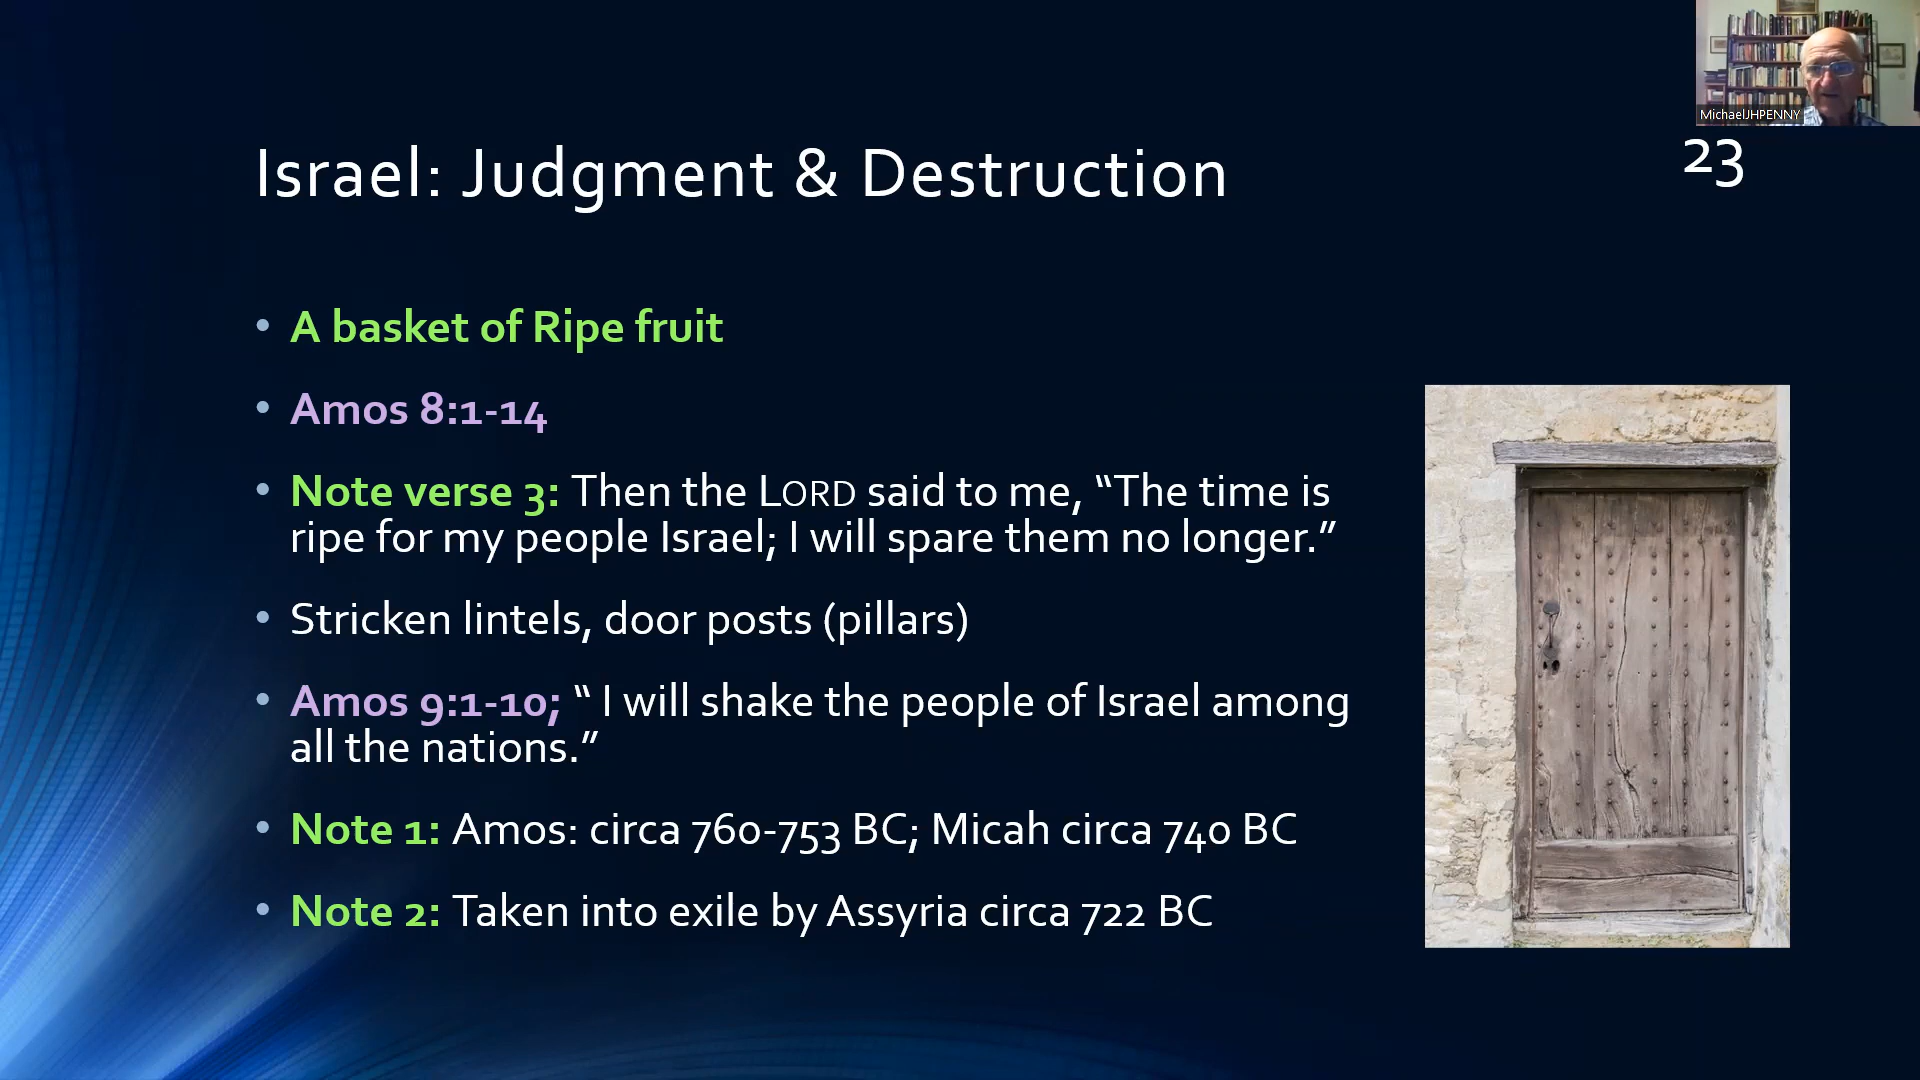 MichaelJHPENNY
Israel: Judgment & Destruction
23
• A basket of Ripe fruit
• Amos 8:1-14
• Note verse 3: Then the LORD said to me, “The time is
ripe for my people Israel; I will spare them no longer.”
• Stricken lintels, door posts (pillars)
• Amos 9:1-10; “ I will shake the people of Israel among
all the nations.”
• Note 1: Amos: circa 760-753 BC; Micah circa 740 BC
• Note 2: Taken into exile by Assyria circa 722 BC